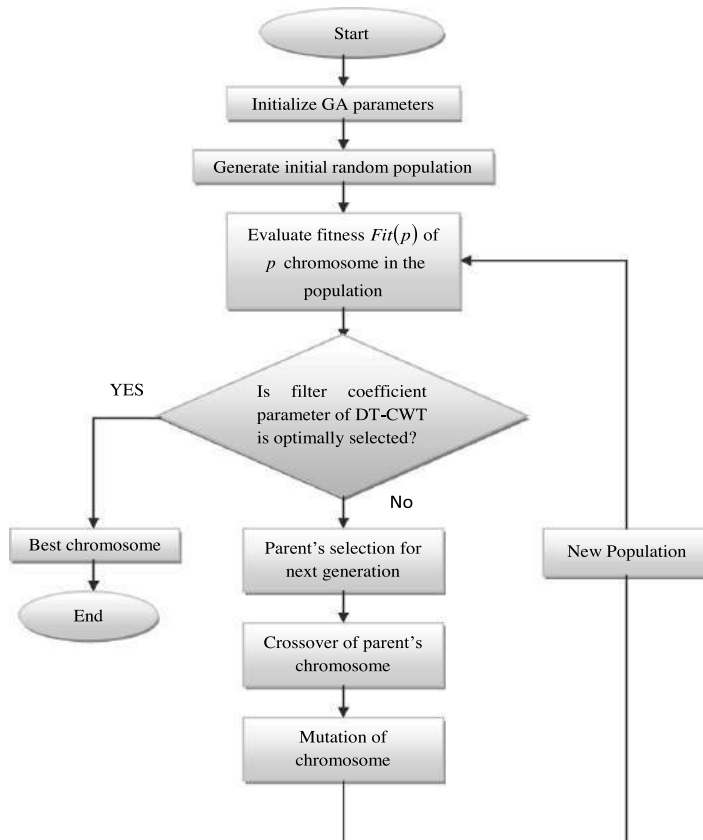 Start
Initialize GA parameters
Generate initial random population
Evaluate fitness Fit(p) of
p chromosome in the
population
YES
Is filter coefficient
parameter of DT-CWT
is optimally selected?
No
Best chromosome
Parent's selection for
next generation
New Population
End
Crossover of parent's
chromosome
Mutation of
chromosome